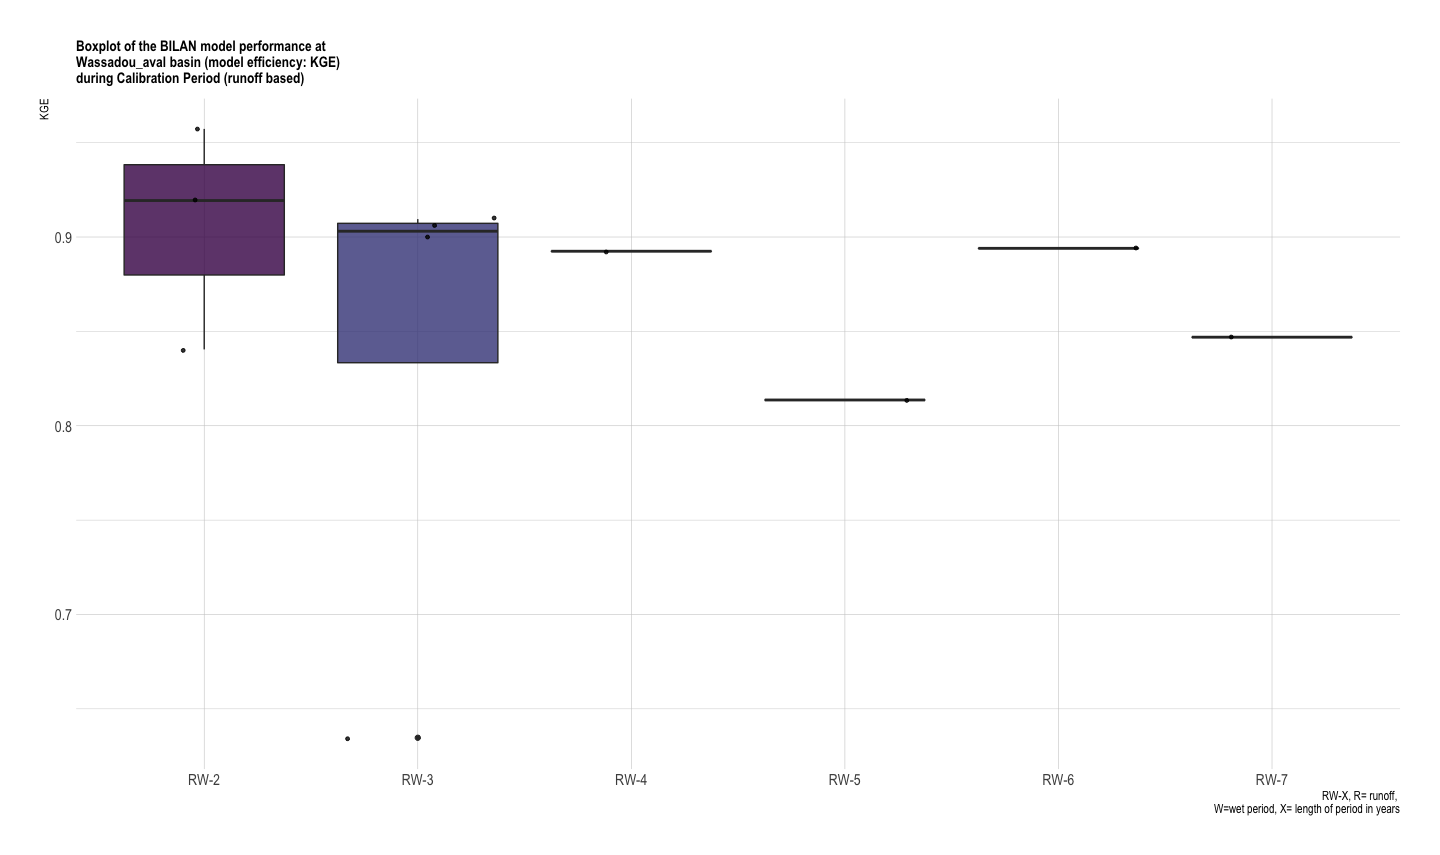 Boxplot of the BILAN model performance at
Wassadou_aval basin (model efficiency: KGE)
during Calibration Period (runoff based)
KGE
0.9
0.8
0.7
RW-2 RW-3 RW-4 RW-5 RW-6 RW-7
RW-X, R= runoff,
W=wet period, X= length of period in years